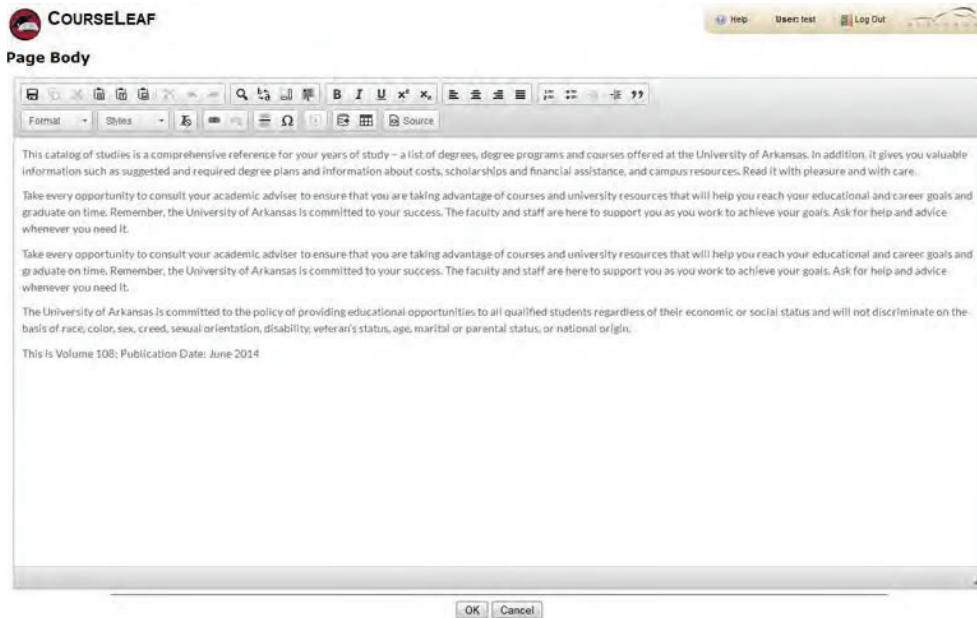 COURSELEAF
Help User: test Log Out
Page Body
B I U x² xₓ
Format Styles Ω Source
This catalog of studies is a comprehensive reference for your years of study – a list of degrees, degree programs and courses offered at the University of Arkansas. In addition, it gives you valuable
information such as suggested and required degree plans and information about costs, scholarships and financial assistance, and campus resources. Read it with pleasure and with care.
Take every opportunity to consult your academic adviser to ensure that you are taking advantage of courses and university resources that will help you reach your educational and career goals and
graduate on time. Remember, the University of Arkansas is committed to your success. The faculty and staff are here to support you as you work to achieve your goals. Ask for help and advice
whenever you need it.
Take every opportunity to consult your academic adviser to ensure that you are taking advantage of courses and university resources that will help you reach your educational and career goals and
graduate on time. Remember, the University of Arkansas is committed to your success. The faculty and staff are here to support you as you work to achieve your goals. Ask for help and advice
whenever you need it.
The University of Arkansas is committed to the policy of providing educational opportunities to all qualified students regardless of their economic or social status and will not discriminate on the
basis of race, color, sex, creed, sexual orientation, disability, veteran's status, age, marital or parental status, or national origin.
This is Volume 108; Publication Date: June 2014
OK Cancel